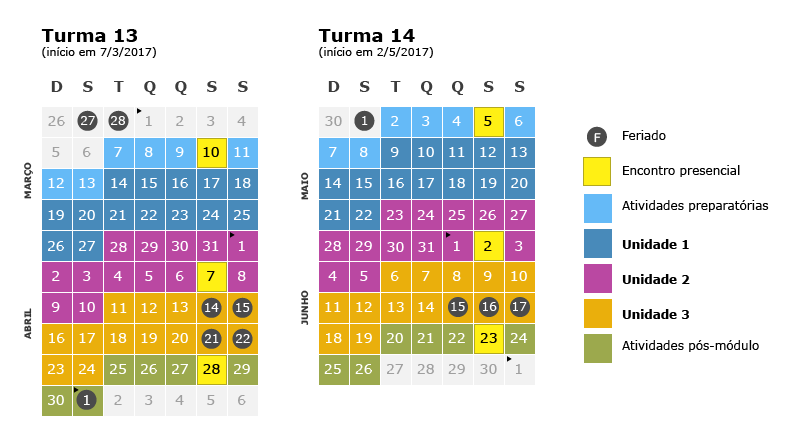 Turma 13
(início em 7/3/2017)
D S T Q Q S S
26 27 28 1 2 3 4
5 6 7 8 9 10 11
12 13 14 15 16 17 18
19 20 21 22 23 24 25
26 27 28 29 30 31 1
2 3 4 5 6 7 8
9 10 11 12 13 14 15
16 17 18 19 20 21 22
23 24 25 26 27 28 29
30 1 2 3 4 5 6
MARÇO
ABRIL
Turma 14
(início em 2/5/2017)
D S T Q Q S S
30 1 2 3 4 5 6
7 8 9 10 11 12 13
14 15 16 17 18 19 20
21 22 23 24 25 26 27
28 29 30 31 1 2 3
4 5 6 7 8 9 10
11 12 13 14 15 16 17
18 19 20 21 22 23 24
25 26 27 28 29 30 1
MAIO
JUNHO
F Feriado
Encontro presencial
Atividades preparatórias
Unidade 1
Unidade 2
Unidade 3
Atividades pós-módulo